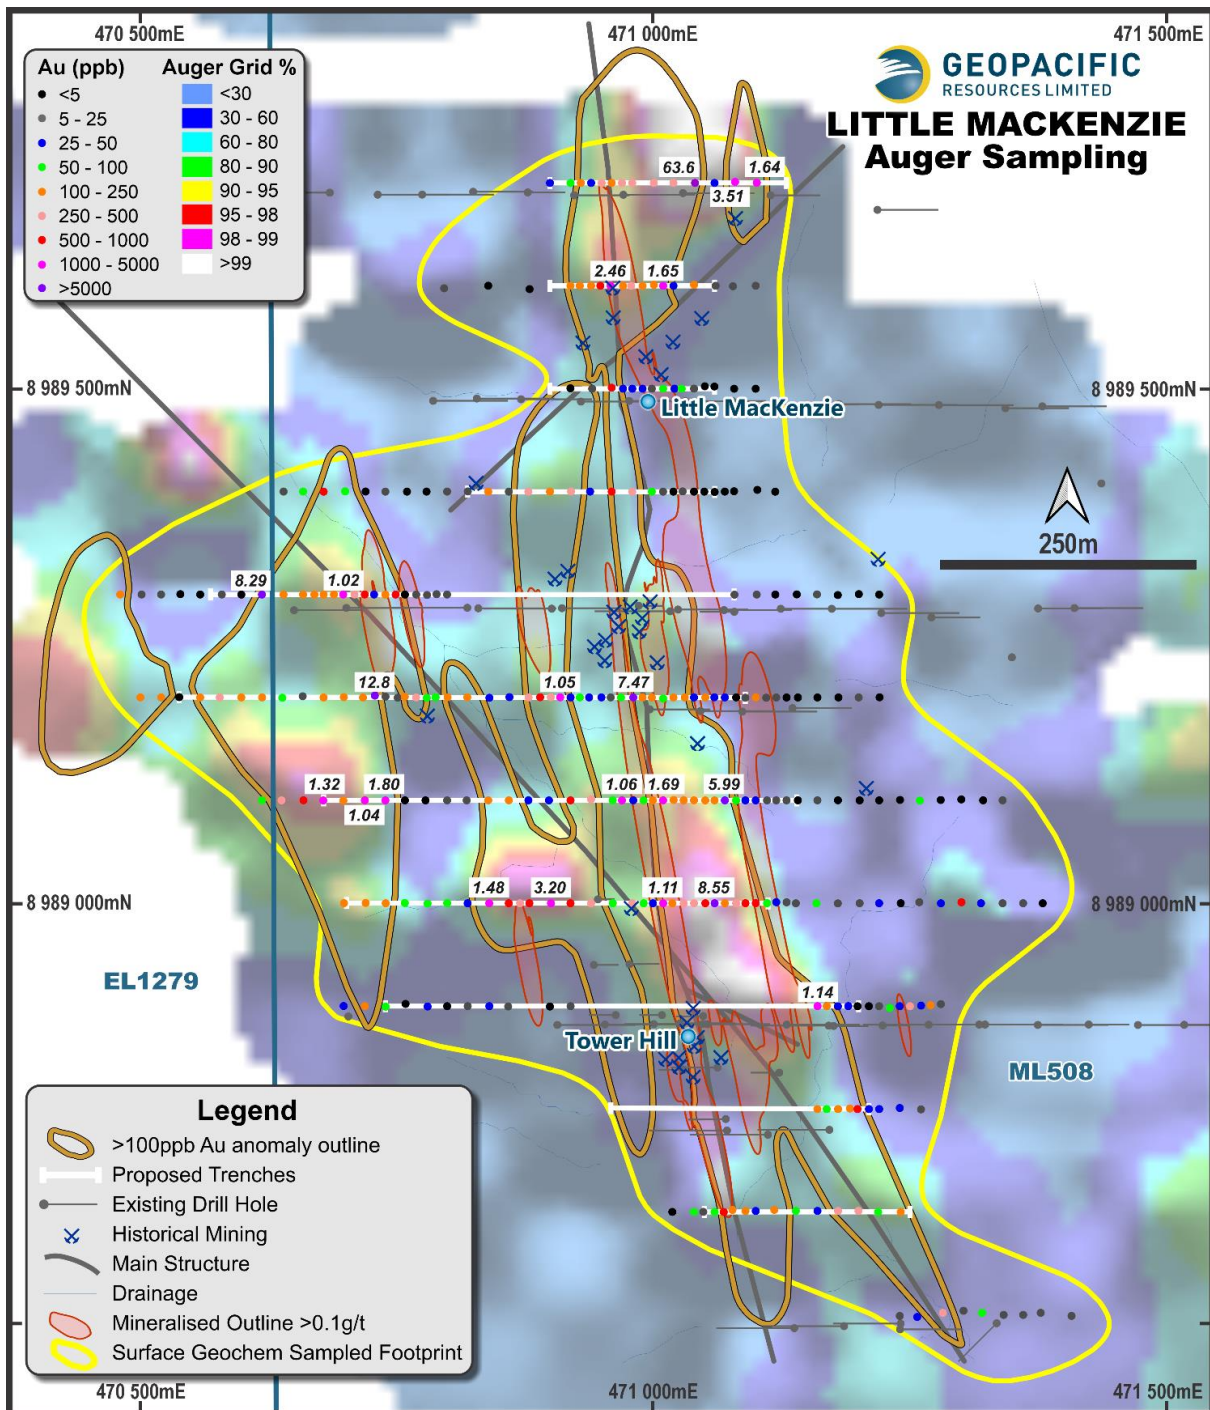 470 500mE
471 000mE
471 500mE
Au (ppb)
Auger Grid %
<5
<30
5 - 25
30 - 60
25 - 50
60 - 80
50 - 100
80 - 90
100 - 250
90 - 95
250 - 500
95 - 98
500 - 1000
98 - 99
1000 - 5000
>99
>5000
GEOPACIFIC
RESOURCES LIMITED
LITTLE MACKENZIE
Auger Sampling
63.6
1.64
3.51
2.46
1.65
8 989 500mN
8 989 500mN
Little MacKenzie
250m
8.29
1.02
12.8
1.05
7.47
1.32
1.80
1.06
1.69
5.99
1.04
1.48
3.20
1.11
8.55
8 989 000mN
8 989 000mN
EL1279
1.14
Tower Hill
ML508
Legend
>100ppb Au anomaly outline
Proposed Trenches
Existing Drill Hole
Historical Mining
Main Structure
Drainage
Mineralised Outline >0.1g/t
Surface Geochem Sampled Footprint
470 500mE
471 000mE
471 500mE